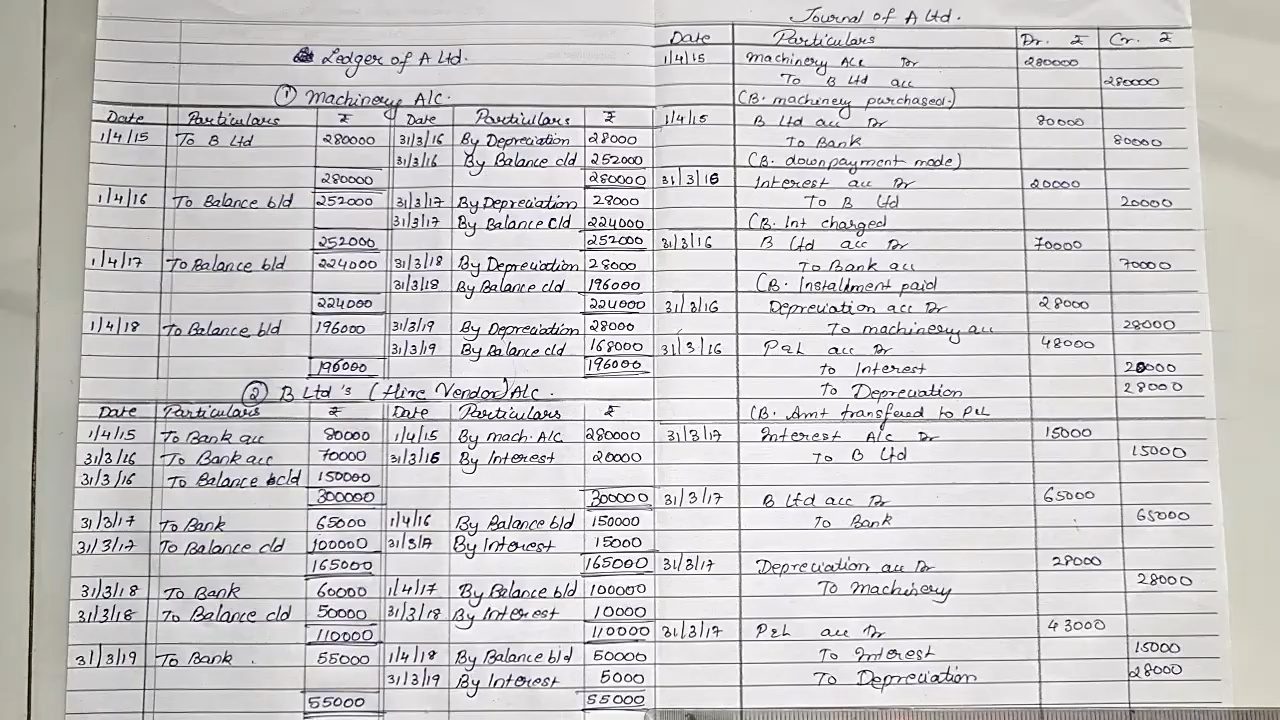 Ledger of A Ltd.
① Machinery A/C.
Date Particulars ₹ Date Particulars ₹
1/4/15 To B Ltd 280000 31/3/16 By Depreciation 28000
31/3/16 By Balance c/d 252000
280000 280000
1/4/16 To Balance b/d 252000 31/3/17 By Depreciation 28000
31/3/17 By Balance c/d 224000
252000 252000
1/4/17 To Balance b/d 224000 31/3/18 By Depreciation 28000
31/3/18 By Balance c/d 196000
224000 224000
1/4/18 To Balance b/d 196000 31/3/19 By Depreciation 28000
31/3/19 By Balance c/d 168000
196000 196000
② B Ltd's (Hire Vendor) A/C.
Date Particulars ₹ Date Particulars ₹
1/4/15 To Bank acc 80000 1/4/15 By mach. A/C 280000
31/3/16 To Bank acc 70000 31/3/16 By Interest 20000
31/3/16 To Balance c/d 150000
300000 300000
31/3/17 To Bank 65000 1/4/16 By Balance b/d 150000
31/3/17 To Balance c/d 100000 31/3/17 By Interest 15000
165000 165000
31/3/18 To Bank 60000 1/4/17 By Balance b/d 100000
31/3/18 To Balance c/d 50000 31/3/18 By Interest 10000
110000 110000
31/3/19 To Bank. 55000 1/4/18 By Balance b/d 50000
31/3/19 By Interest 5000
55000 55000
Journal of A Ltd.
Date Particulars Dr. ₹ Cr. ₹
1/4/15 Machinery Acc Dr 280000
To B Ltd acc 280000
(B. machinery purchased.)
1/4/15 B Ltd acc Dr 80000
To Bank 80000
(B. downpayment made)
31/3/16 Interest acc Dr 20000
To B Ltd 20000
(B. Int charged
31/3/16 B Ltd acc Dr 70000
To Bank acc 70000
(B. Installment paid
31/3/16 Depreciation acc Dr 28000
To machinery acc 28000
31/3/16 P&L acc Dr 48000
to Interest 20000
to Depreciation 28000
(B. Amt transfered to P&L
31/3/17 Interest A/c Dr 15000
To B Ltd 15000
31/3/17 B Ltd acc Dr 65000
To Bank 65000
31/3/17 Depreciation acc Dr 28000
To Machinery 28000
31/3/17 P&L acc Dr 43000
To Interest 15000
To Depreciation 28000